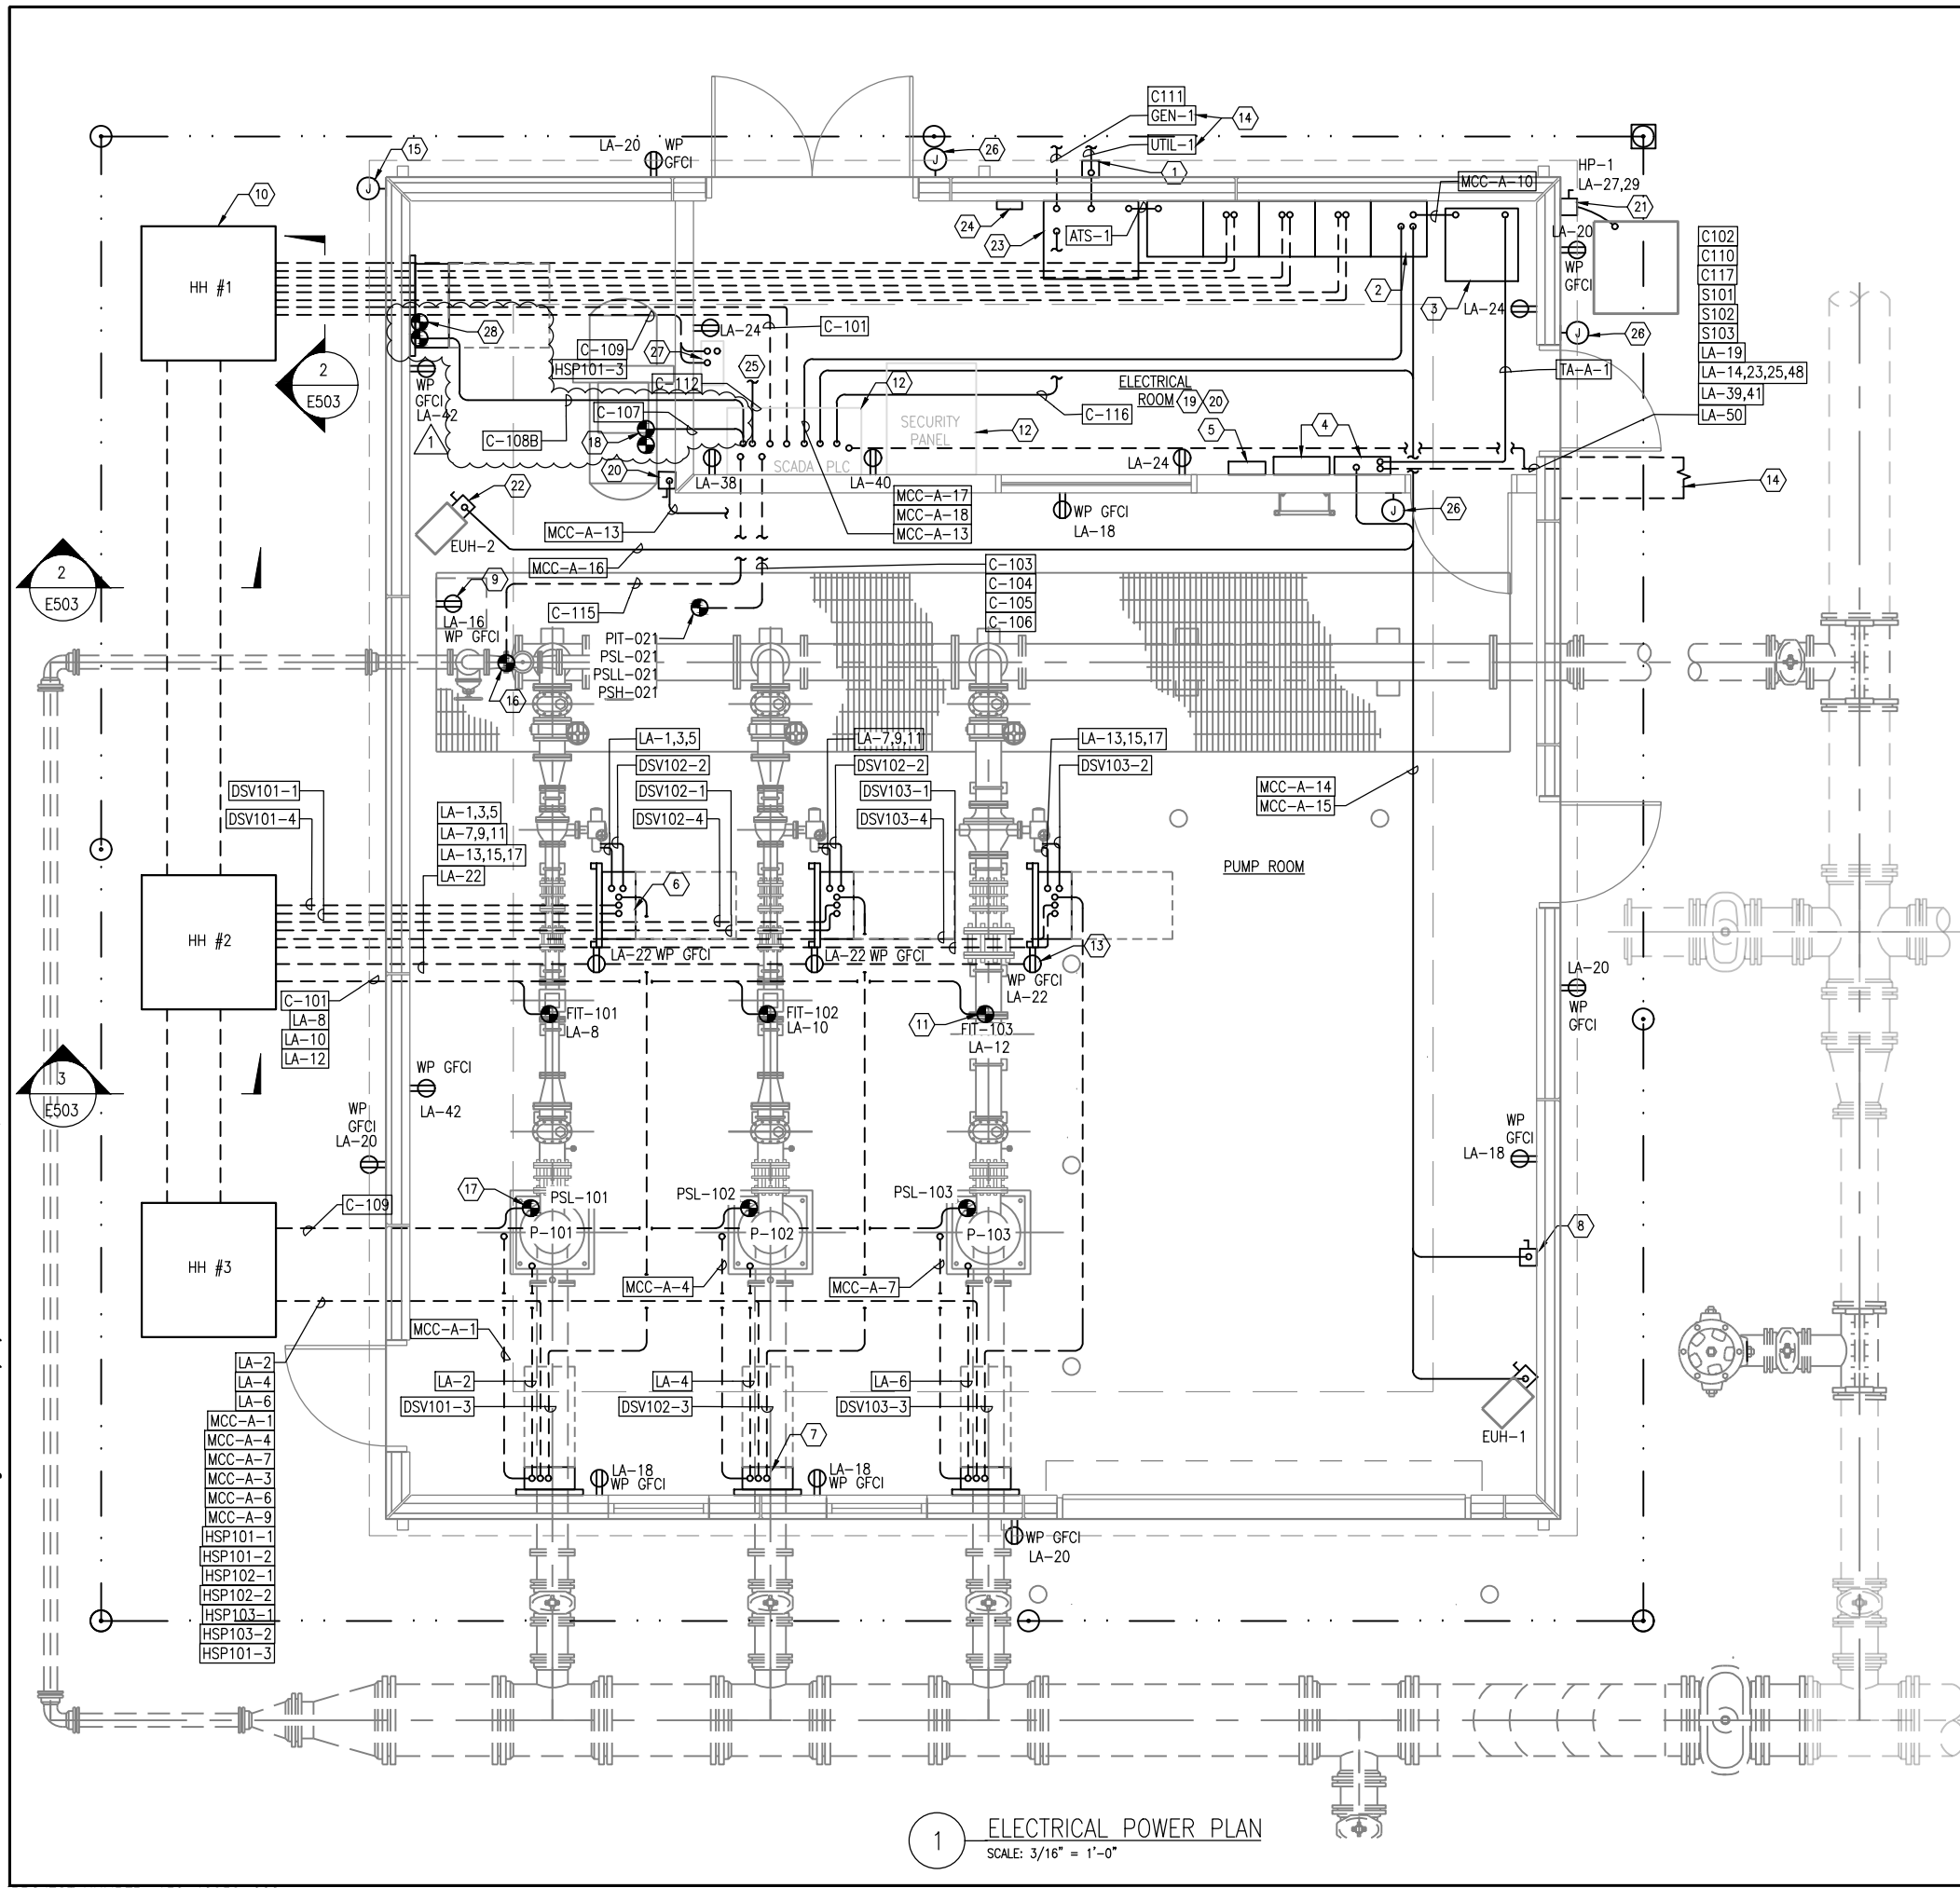 C111
GEN-1
14
UTIL-1
LA-20
WP
GFCI
J
26
15
J
1
MCC-A-10
HP-1
LA-27,29
21
10
24
23
ATS-1
LA-20
WP
GFCI
C102
C110
C117
S101
S102
S103
LA-19
LA-14,23,25,48
LA-39,41
LA-50
HH #1
2
3
LA-24
J
26
28
LA-24
C-101
C-109
27
HSP101-3
25
2
E503
WP
GFCI
LA-42
1
C-112
12
ELECTRICAL
ROOM
19
20
TA-A-1
C-107
C-116
SECURITY
PANEL
12
5
4
C-108B
18
SCADA PLC
LA-24
20
LA-38
LA-40
14
22
MCC-A-17
MCC-A-18
MCC-A-13
WP GFCI
LA-18
J
26
MCC-A-13
EUH-2
MCC-A-16
2
E503
9
C-103
C-104
C-105
C-106
LA-16
WP GFCI
C-115
PIT-021
PSL-021
PSLL-021
PSH-021
16
LA-1,3,5
LA-7,9,11
LA-13,15,17
DSV102-2
DSV102-2
DSV103-2
DSV101-1
DSV102-1
DSV103-1
MCC-A-14
MCC-A-15
DSV101-4
LA-1,3,5
LA-7,9,11
LA-13,15,17
LA-22
DSV102-4
DSV103-4
PUMP ROOM
6
HH #2
LA-22 WP GFCI
LA-22 WP GFCI
13
WP GFCI
LA-22
LA-20
WP
GFCI
C-101
LA-8
LA-10
LA-12
FIT-101
LA-8
FIT-102
LA-10
11
FIT-103
LA-12
3
E503
WP GFCI
LA-42
WP
GFCI
LA-20
WP
GFCI
LA-18
17
PSL-101
PSL-102
PSL-103
C-109
P-101
P-102
P-103
8
HH #3
MCC-A-4
MCC-A-7
MCC-A-1
LA-2
LA-4
LA-6
MCC-A-1
MCC-A-4
MCC-A-7
MCC-A-3
MCC-A-6
MCC-A-9
HSP101-1
HSP101-2
HSP102-1
HSP102-2
HSP103-1
HSP103-2
HSP101-3
LA-2
LA-4
LA-6
DSV101-3
DSV102-3
DSV103-3
7
EUH-1
LA-18
WP GFCI
LA-18
WP GFCI
WP GFCI
LA-20
1
ELECTRICAL POWER PLAN
SCALE: 3/16" = 1'-0"